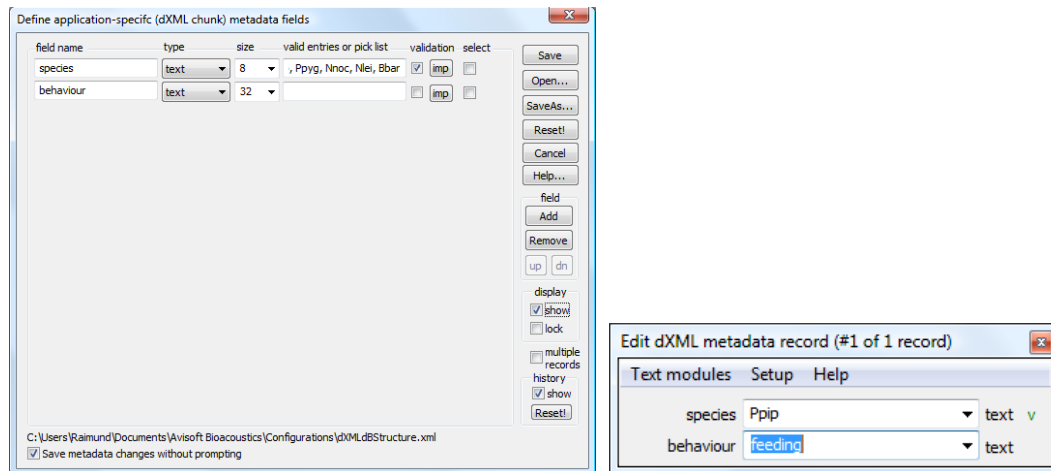 Define application-specifc (dXML chunk) metadata fields
field name type size valid entries or pick list validation select
species text 8 , Ppyg, Nnoc, Nlei, Bbar imp
behaviour text 32 imp
Save
Open...
SaveAs...
Reset!
Cancel
Help...
field
Add
Remove
up dn
display
show
lock
multiple
records
history
show
Reset!
C:\Users\Raimund\Documents\Avisoft Bioacoustics\Configurations\dXMLdBStructure.xml
Save metadata changes without prompting
Edit dXML metadata record (#1 of 1 record)
Text modules Setup Help
species Ppip text v
behaviour feeding text